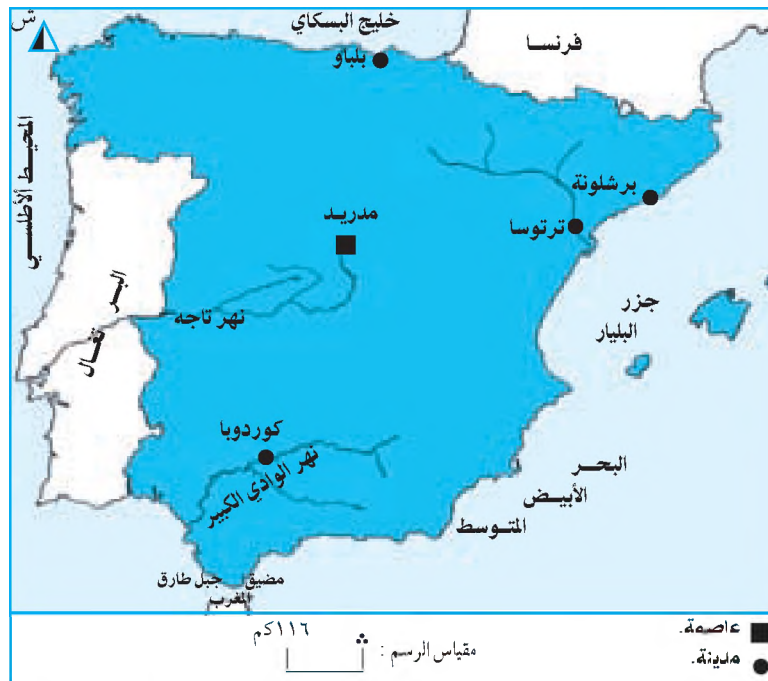 ش
خليج البسكاي
فرنسا
بلباو
المحيط الأطلسي
برشلونة
ترتوسا
مدريد
البرتغال
نهر تاجه
جزر
البليار
كوردوبا
نهر الوادي الكبير
البحر
الأبيض
المتوسط
مضيق جبل طارق
المغرب
عاصمة.
مدينة.
مقياس الرسم :
١١٦كم